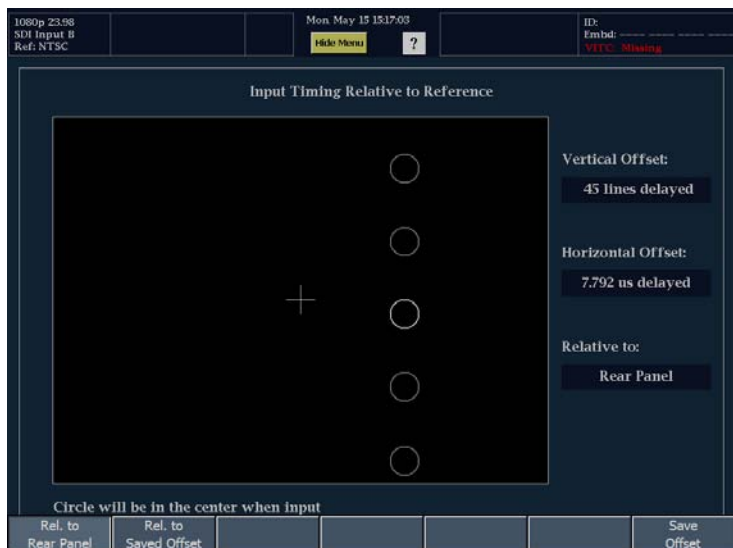 1080p 23.98
SDI Input B
Ref: NTSC
Mon. May 15 15:17:03
Hide Menu
?
ID:
Embd: ---- ---- ---- ----
VITC: Missing
Input Timing Relative to Reference
Vertical Offset:
45 lines delayed
Horizontal Offset:
7.792 us delayed
Relative to:
Rear Panel
Circle will be in the center when input
Rel. to
Rear Panel
Rel. to
Saved Offset
Save
Offset